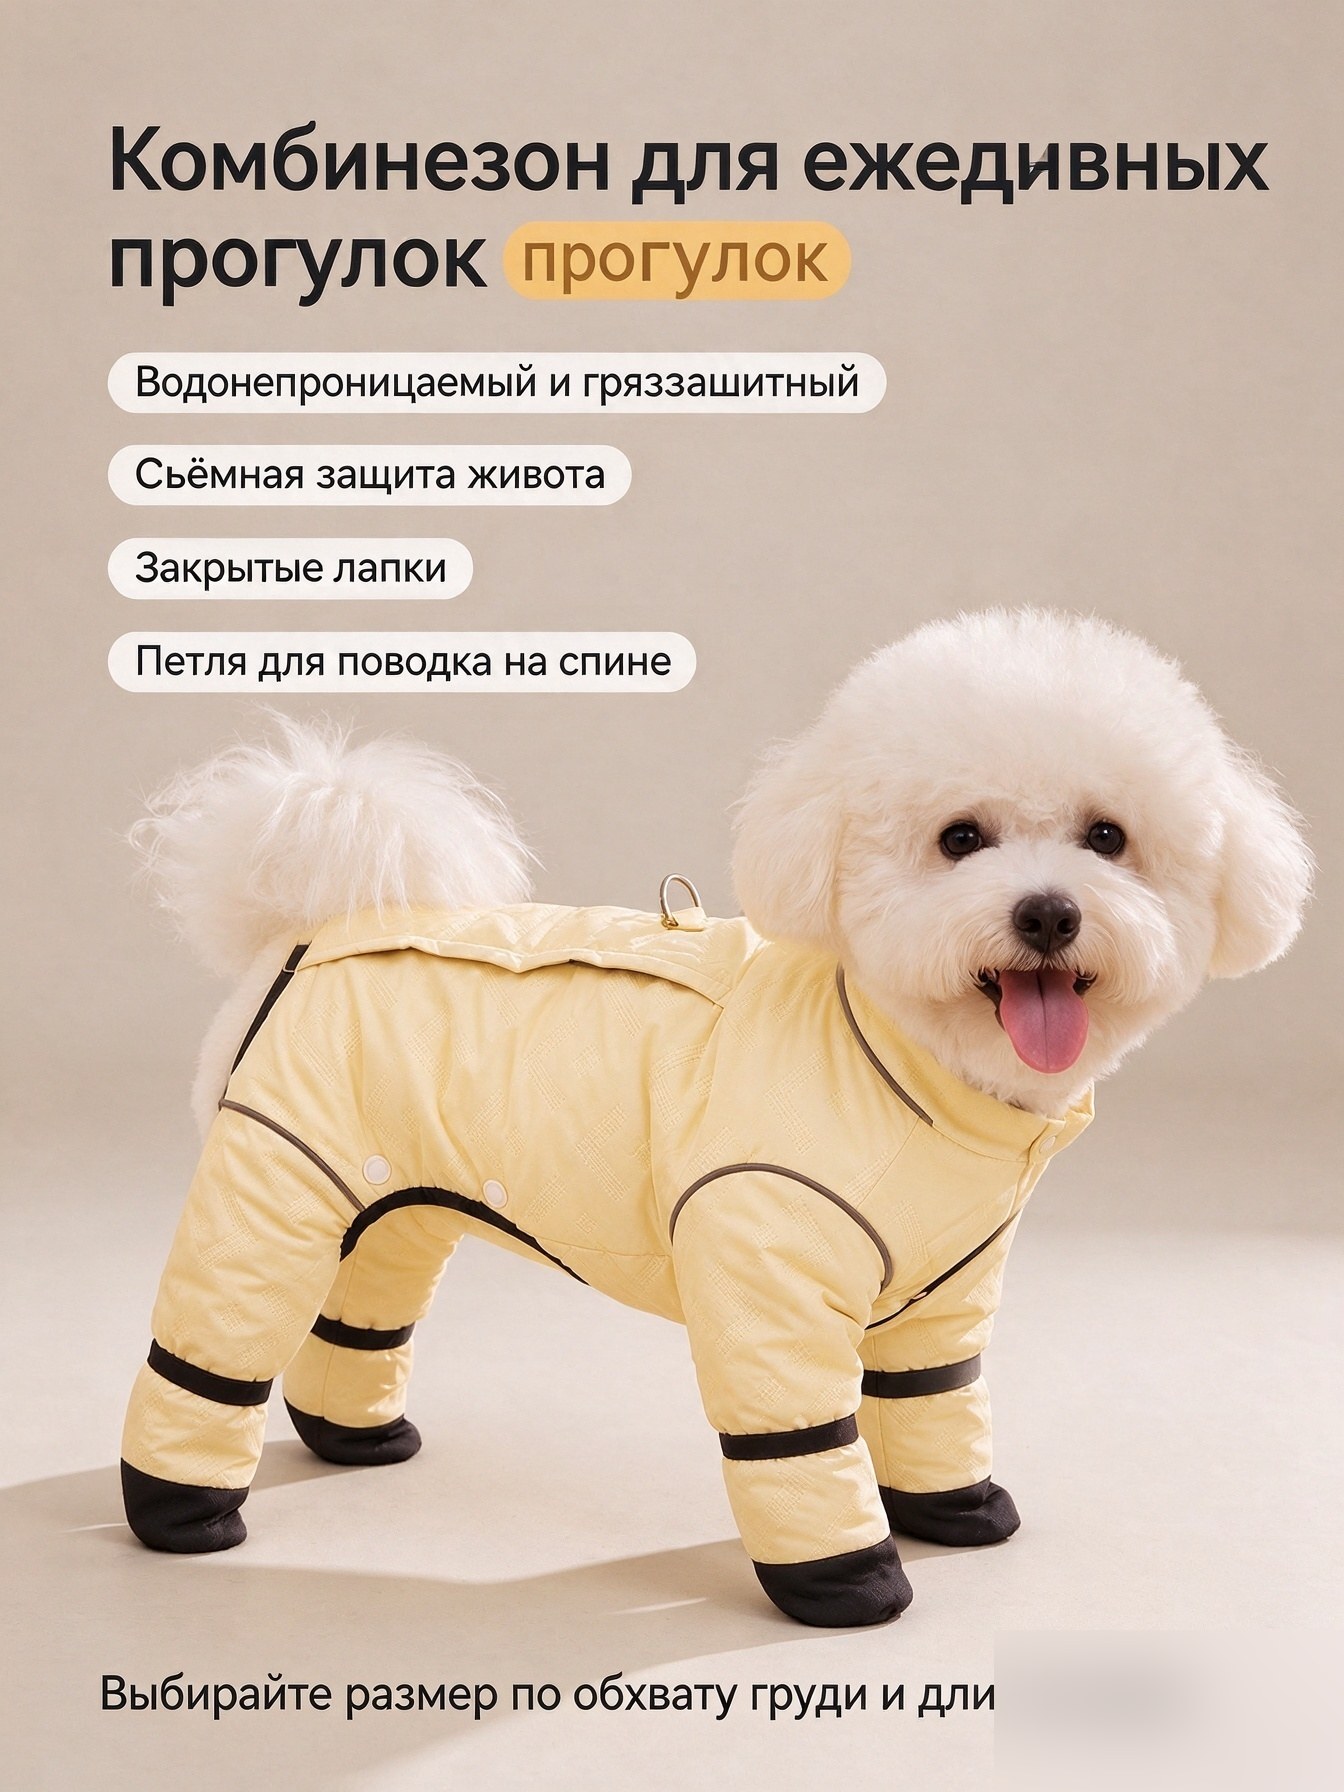 Комбинезон для ежедивных
прогулок прогулок
Водонепроницаемый и гряззашитный
Сьёмная защита живота
Закрытые лапки
Петля для поводка на спине
Выбирайте размер по обхвату груди и